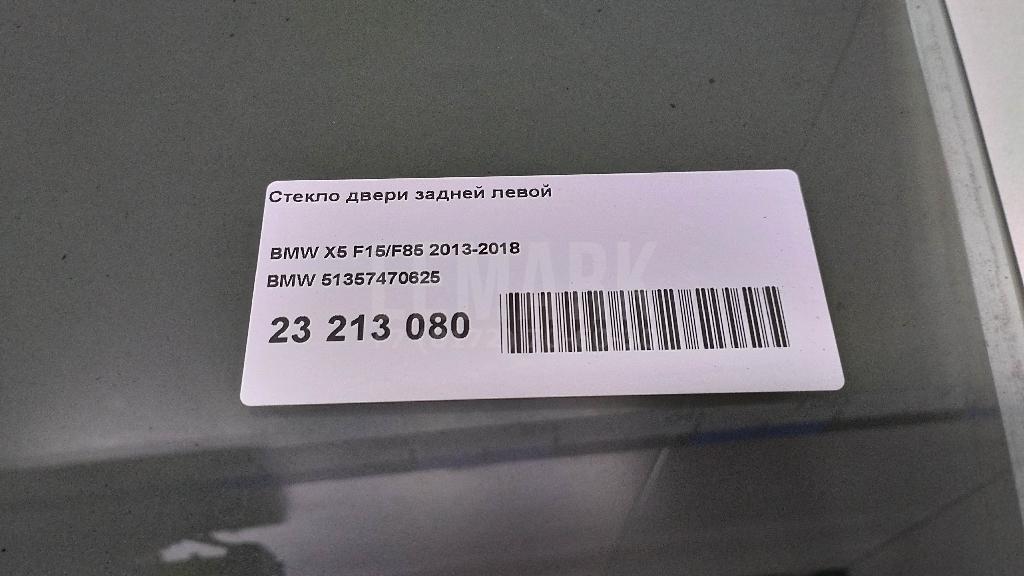 Стекло двери задней левой
BMW X5 F15/F85 2013-2018
BMW 51357470625
23 213 080